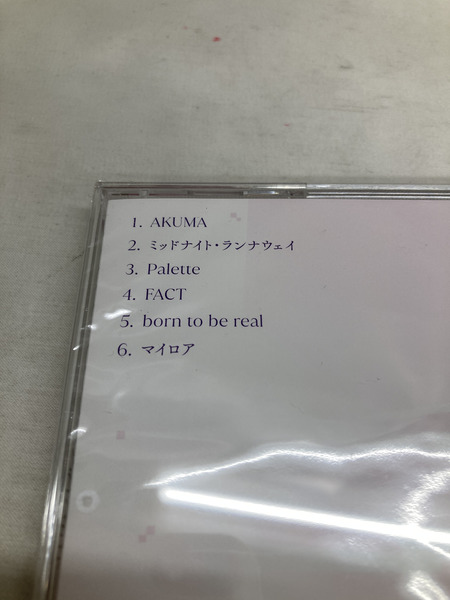 1. AKUMA
2. ミッドナイト・ランナウェイ
3. Palette
4. FACT
5. born to be real
6. マイロア